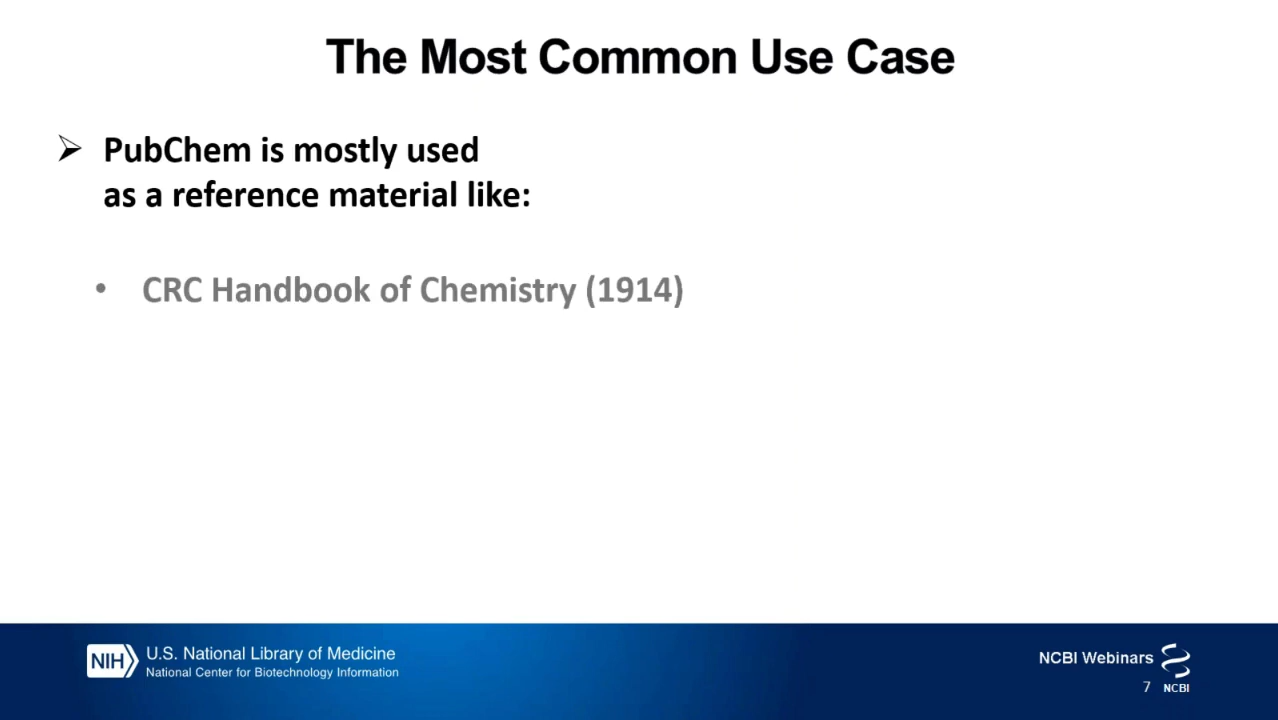 The Most Common Use Case
➢ PubChem is mostly used
as a reference material like:
• CRC Handbook of Chemistry (1914)
NIH U.S. National Library of Medicine
National Center for Biotechnology Information
NCBI Webinars
7 NCBI